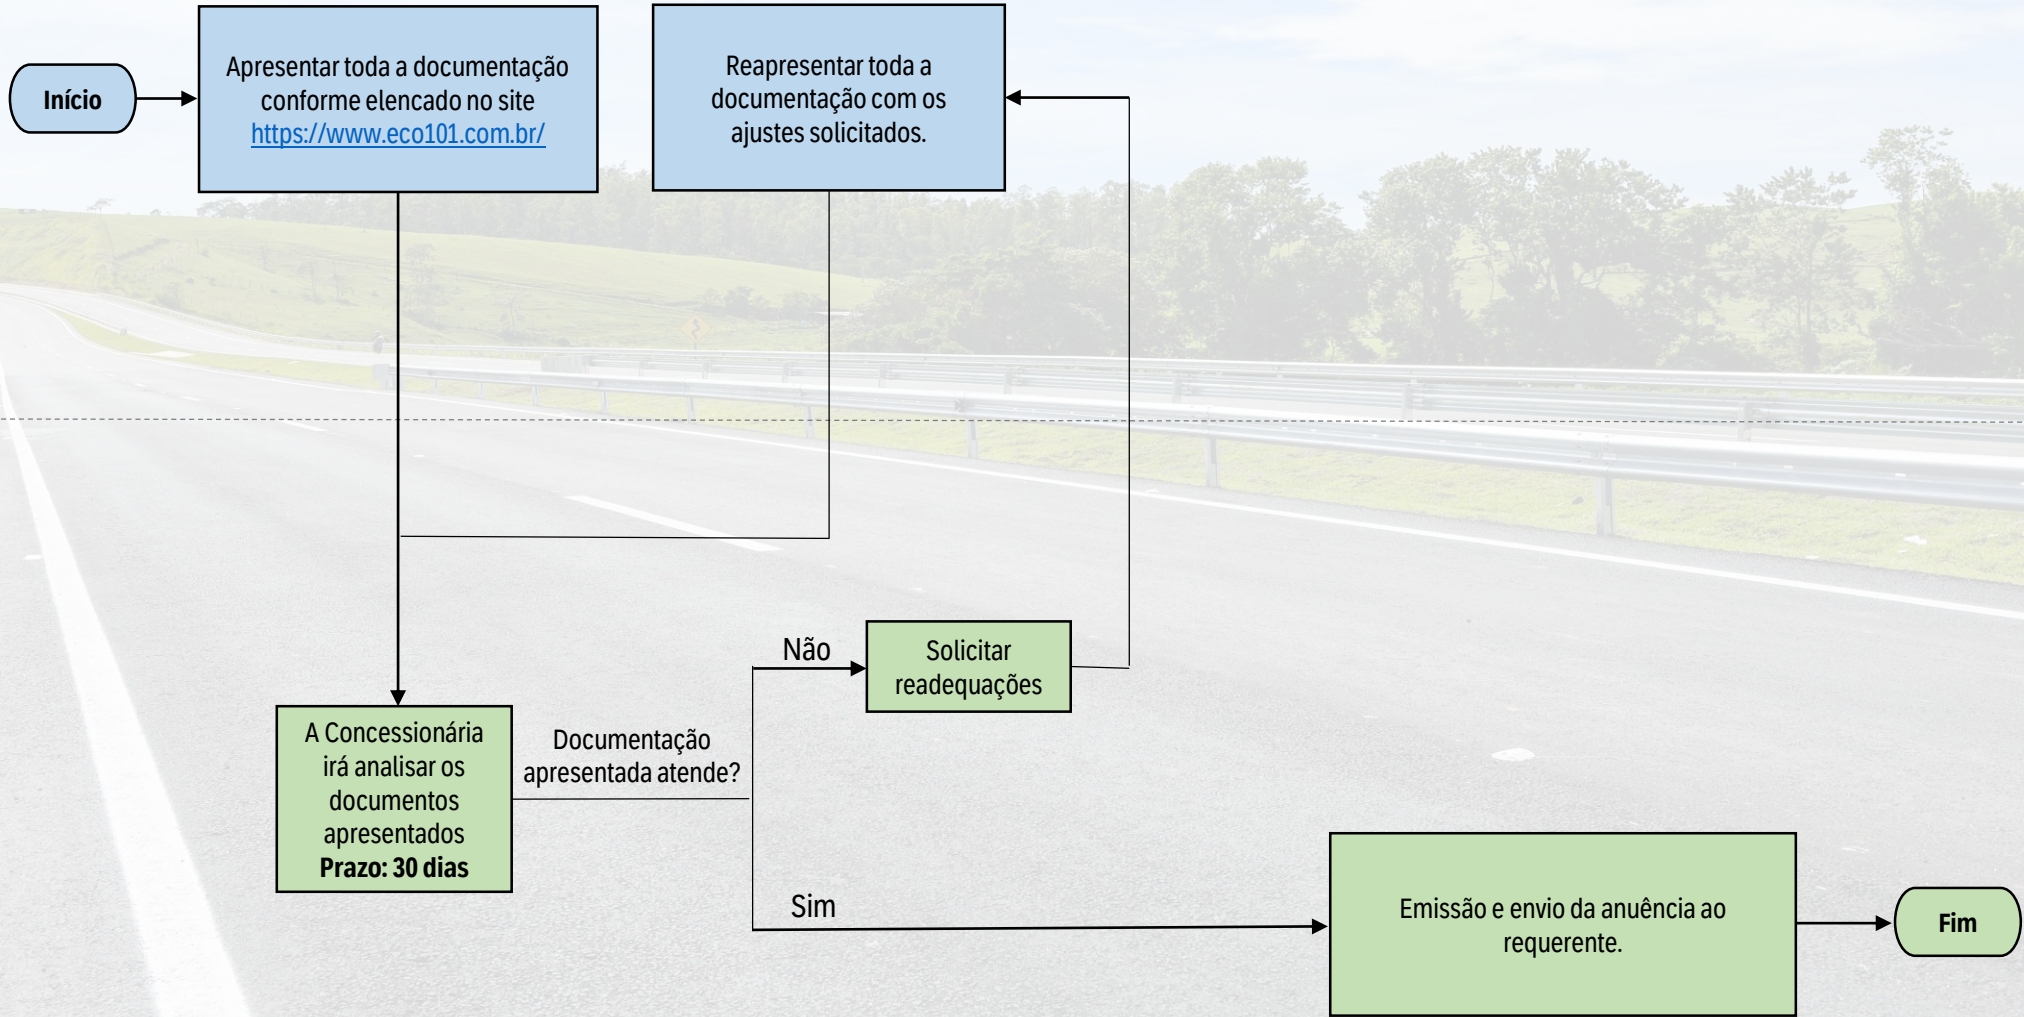 Início
Apresentar toda a documentação
conforme elencado no site
https://www.eco101.com.br/
Reapresentar toda a
documentação com os
ajustes solicitados.
A Concessionária
irá analisar os
documentos
apresentados
Prazo: 30 dias
Documentação
apresentada atende?
Não
Solicitar
readequações
Sim
Emissão e envio da anuência ao
requerente.
Fim